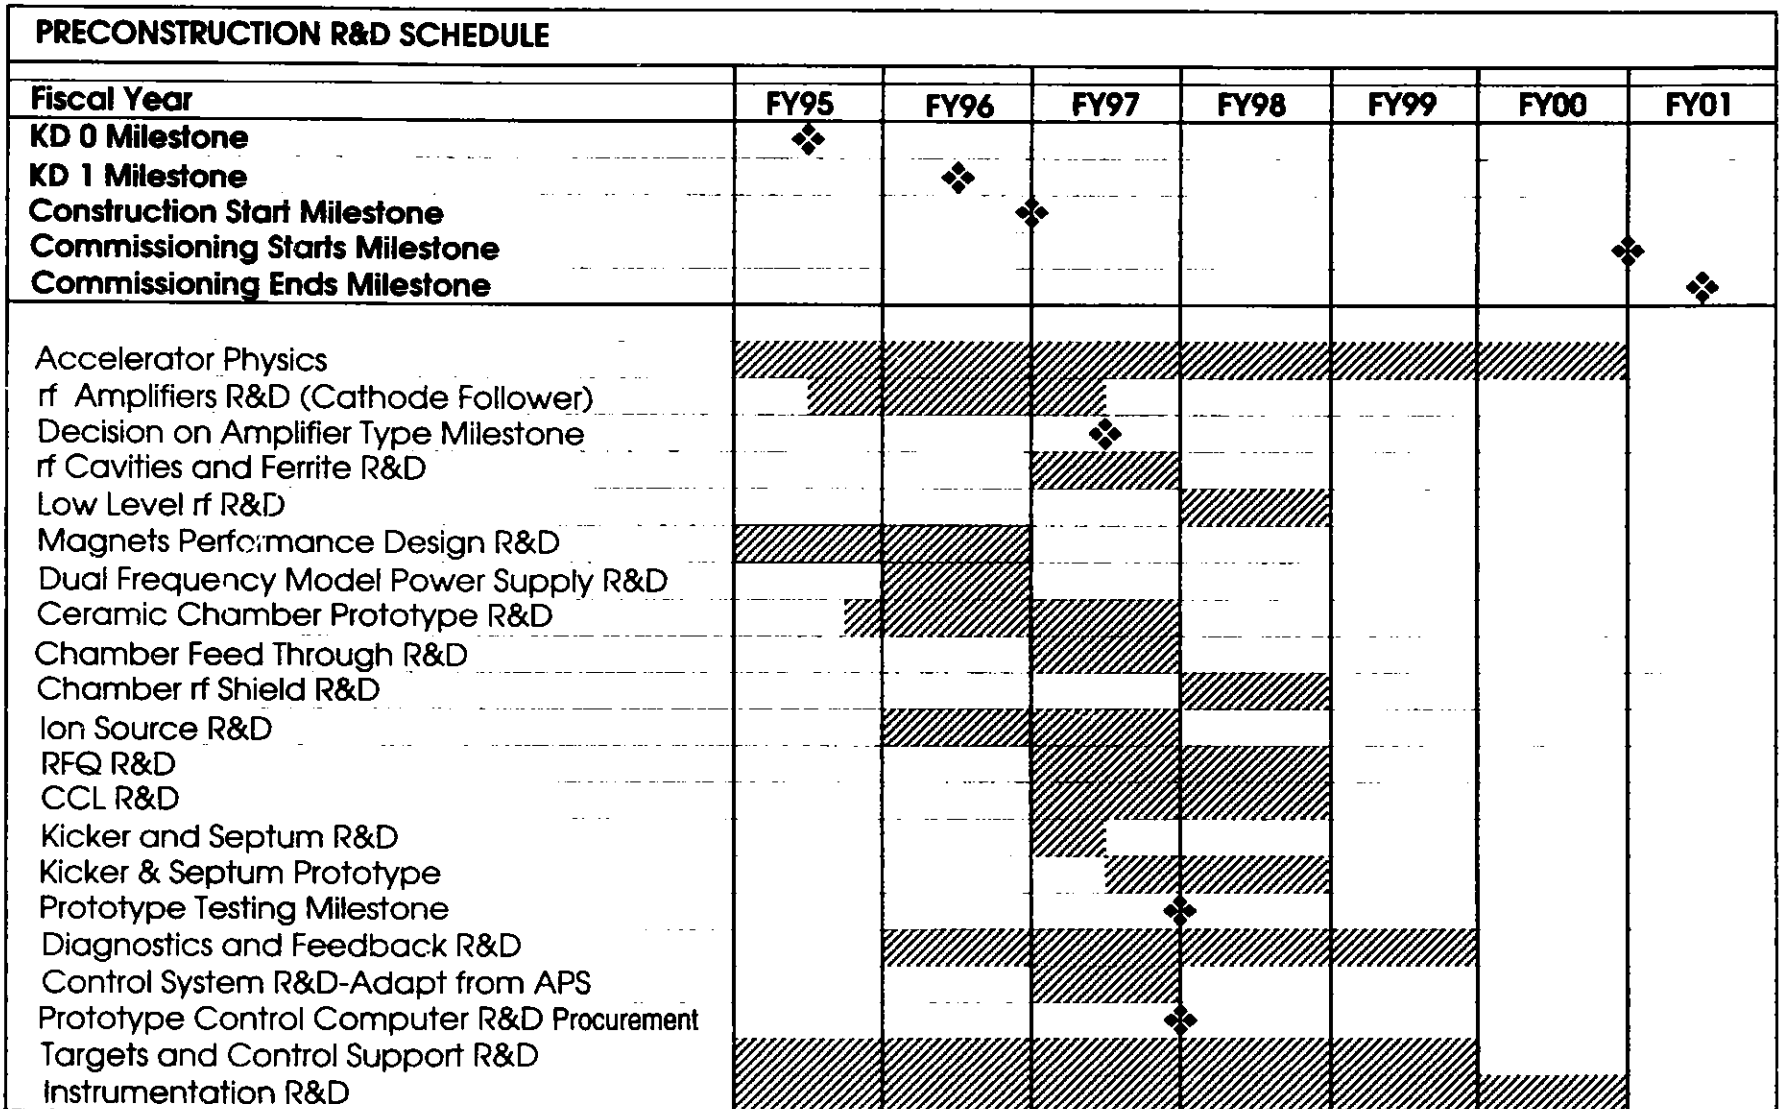 PRECONSTRUCTION R&D SCHEDULE
Fiscal Year FY95 FY96 FY97 FY98 FY99 FY00 FY01
KD 0 Milestone
KD 1 Milestone
Construction Start Milestone
Commissioning Starts Milestone
Commissioning Ends Milestone
Accelerator Physics
rf Amplifiers R&D (Cathode Follower)
Decision on Amplifier Type Milestone
rf Cavities and Ferrite R&D
Low Level rf R&D
Magnets Performance Design R&D
Dual Frequency Model Power Supply R&D
Ceramic Chamber Prototype R&D
Chamber Feed Through R&D
Chamber rf Shield R&D
Ion Source R&D
RFQ R&D
CCL R&D
Kicker and Septum R&D
Kicker & Septum Prototype
Prototype Testing Milestone
Diagnostics and Feedback R&D
Control System R&D-Adapt from APS
Prototype Control Computer R&D Procurement
Targets and Control Support R&D
Instrumentation R&D